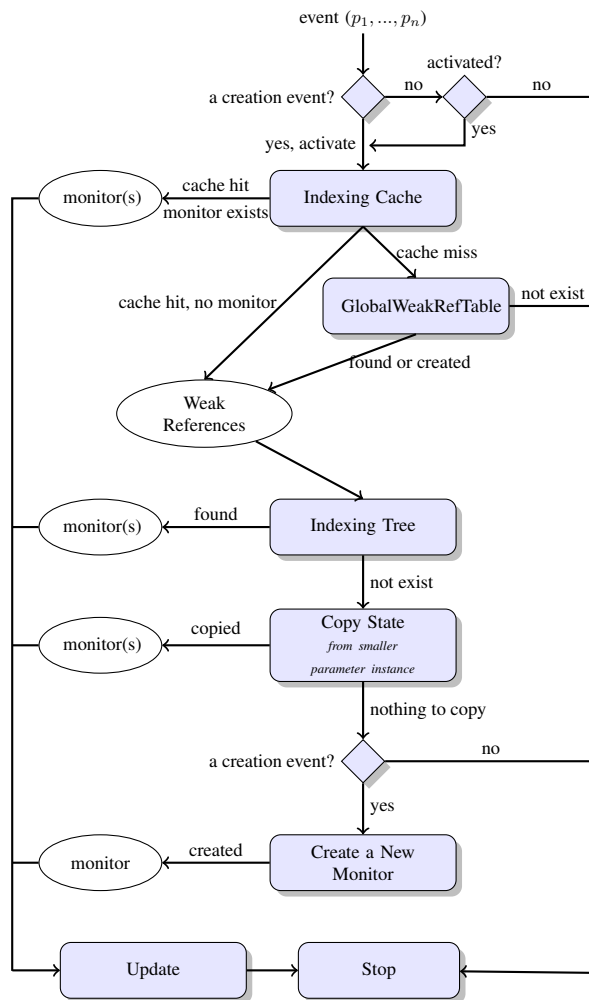 event (p₁, ..., pₙ)
activated?
a creation event?
no
no
yes, activate
yes
monitor(s)
cache hit
monitor exists
Indexing Cache
cache miss
cache hit, no monitor
GlobalWeakRefTable
not exist
found or created
Weak
References
monitor(s)
found
Indexing Tree
not exist
monitor(s)
copied
Copy State
from smaller
parameter instance
nothing to copy
a creation event?
no
yes
monitor
created
Create a New
Monitor
Update
Stop